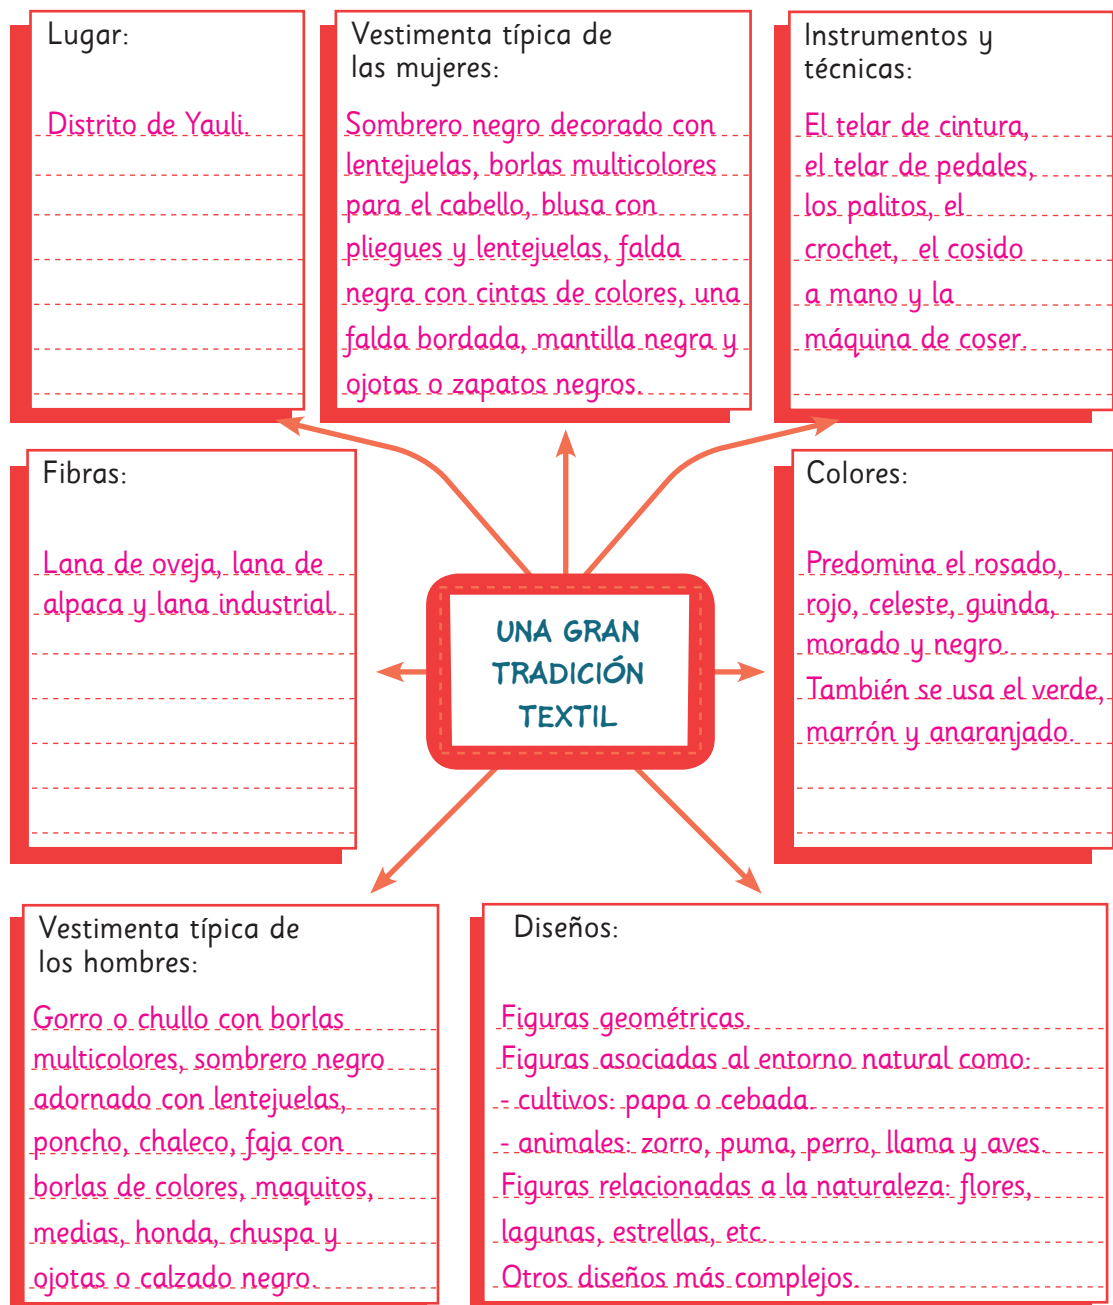 Lugar:
Distrito de Yauli.
Vestimenta típica de
las mujeres:
Sombrero negro decorado con
lentejuelas, borlas multicolores
para el cabello, blusa con
pliegues y lentejuelas, falda
negra con cintas de colores, una
falda bordada, mantilla negra y
ojotas o zapatos negros.
Instrumentos y
técnicas:
El telar de cintura,
el telar de pedales,
los palitos, el
crochet, el cosido
a mano y la
máquina de coser.
Fibras:
Lana de oveja, lana de
alpaca y lana industrial.
UNA GRAN
TRADICIÓN
TEXTIL
Colores:
Predomina el rosado,
rojo, celeste, guinda,
morado y negro.
También se usa el verde,
marrón y anaranjado.
Vestimenta típica de
los hombres:
Gorro o chullo con borlas
multicolores, sombrero negro
adornado con lentejuelas,
poncho, chaleco, faja con
borlas de colores, maquitos,
medias, honda, chuspa y
ojotas o calzado negro.
Diseños:
Figuras geométricas.
Figuras asociadas al entorno natural como:
- cultivos: papa o cebada.
- animales: zorro, puma, perro, llama y aves.
Figuras relacionadas a la naturaleza: flores,
lagunas, estrellas, etc.
Otros diseños más complejos.